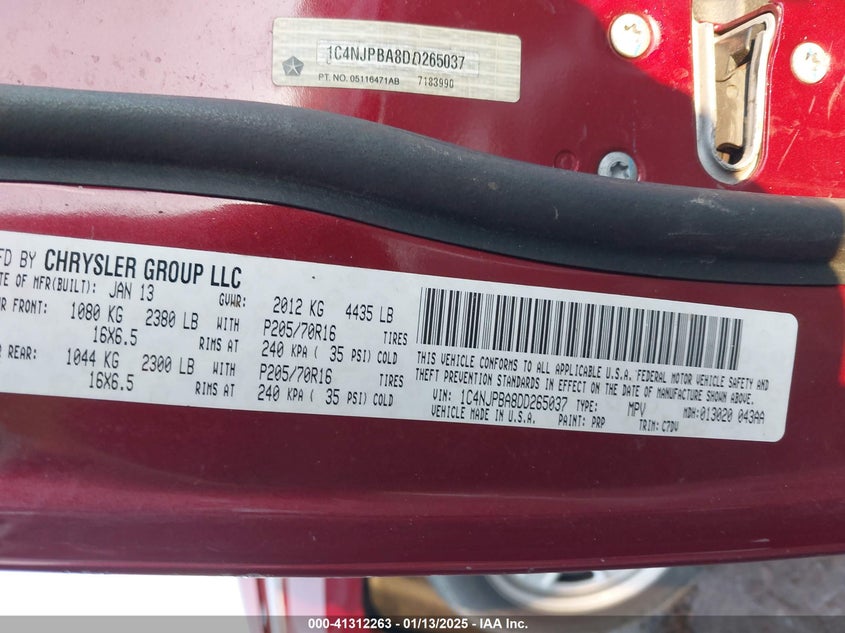 1C4NJPBA8DD265037
PT. NO. 05116471AB 7183990
FD BY CHRYSLER GROUP LLC
TE OF MFR(BUILT): JAN 13 GVWR: 2012 KG 4435 LB
R FRONT: 1080 KG 2380 LB WITH P205/70R16 TIRES
16X6.5 RIMS AT 240 KPA ( 35 PSI) COLD
REAR: 1044 KG 2300 LB WITH P205/70R16 TIRES
16X6.5 RIMS AT 240 KPA ( 35 PSI) COLD
THIS VEHICLE CONFORMS TO ALL APPLICABLE U.S.A. FEDERAL MOTOR VEHICLE SAFETY AND
THEFT PREVENTION STANDARDS IN EFFECT ON THE DATE OF MANUFACTURE SHOWN ABOVE.
VIN: 1C4NJPBA8DD265037 TYPE: MPV MDH: 013020 043AA
VEHICLE MADE IN U.S.A. PAINT: PRP TRIM: C7DV
000-41312263 - 01/13/2025 - IAA Inc.